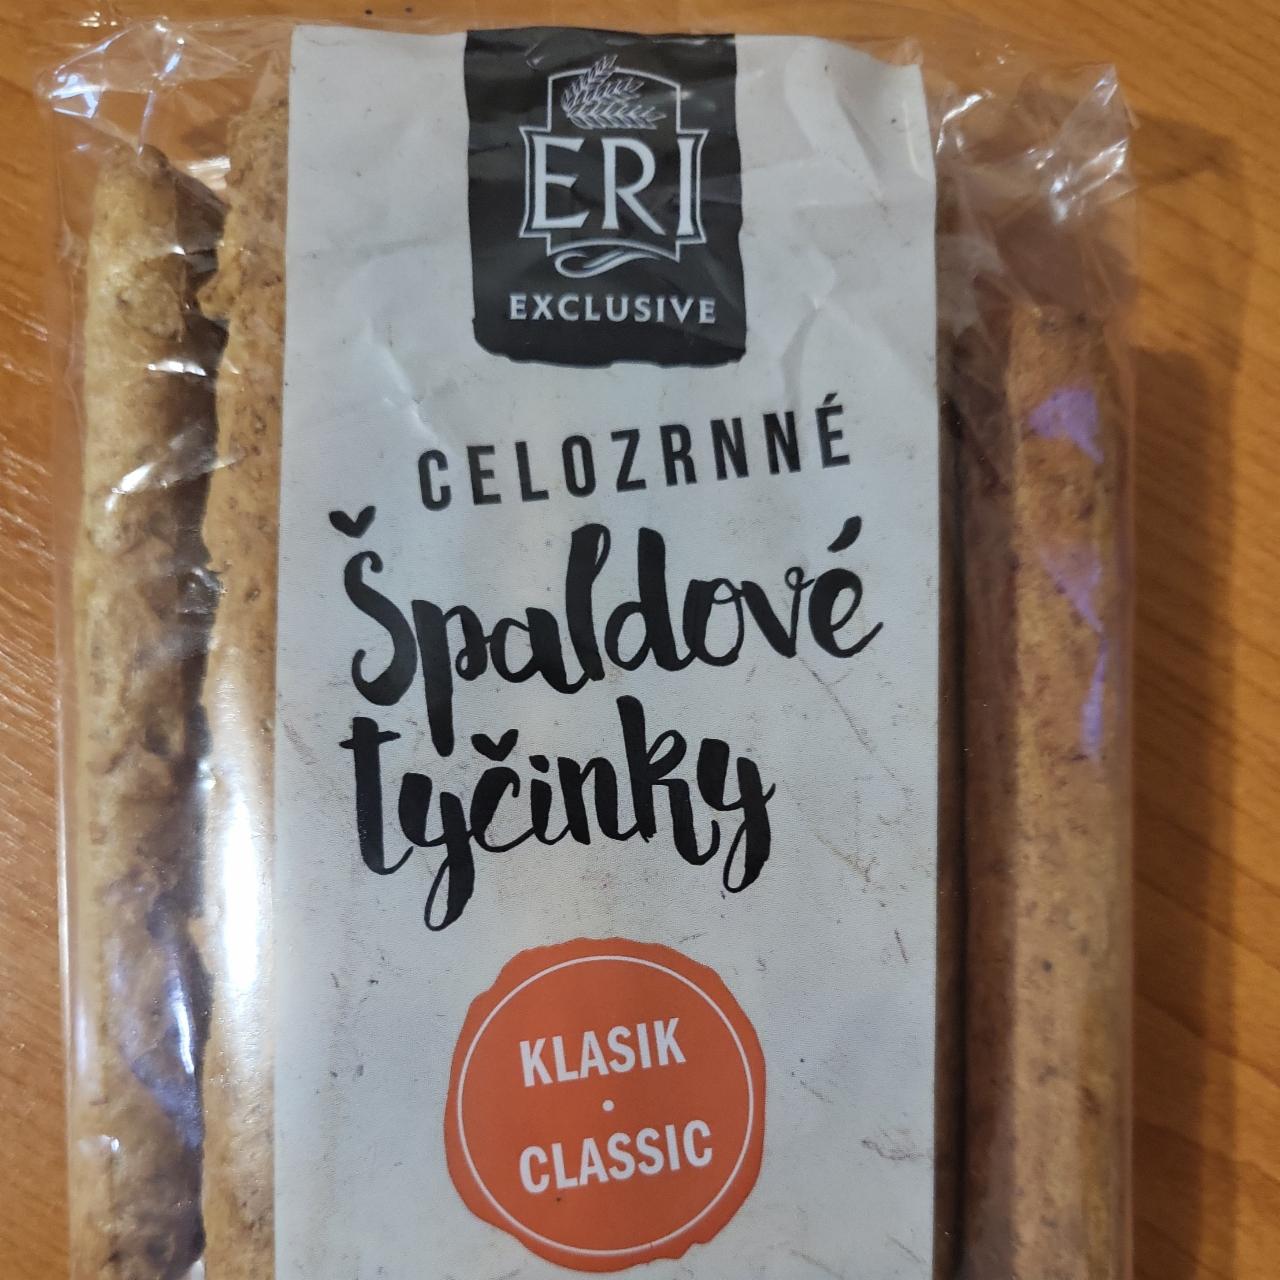 ERI
EXCLUSIVE
CELOZRNNÉ
Špaldové
tyčinky
KLASIK
•
CLASSIC